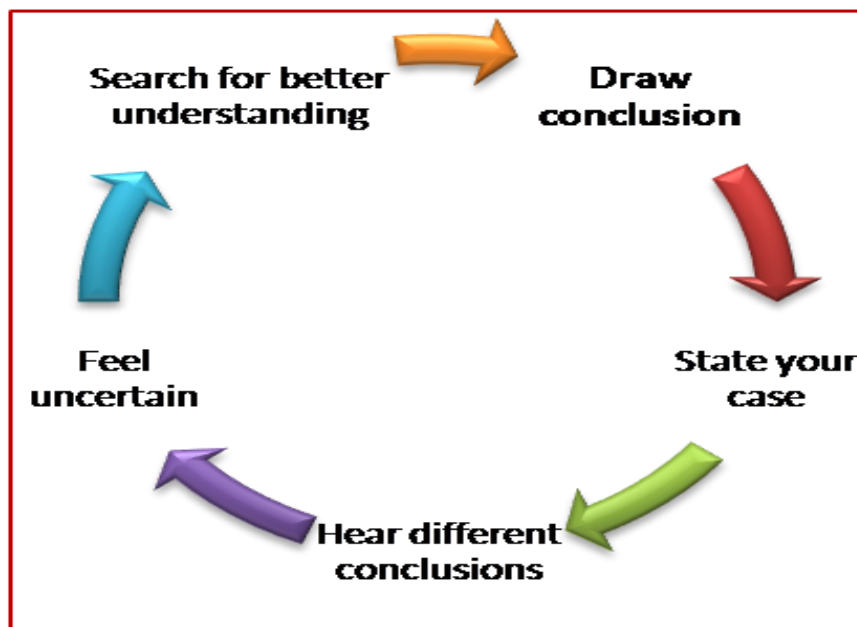 Search for better
understanding
Draw
conclusion
State your
case
Hear different
conclusions
Feel
uncertain